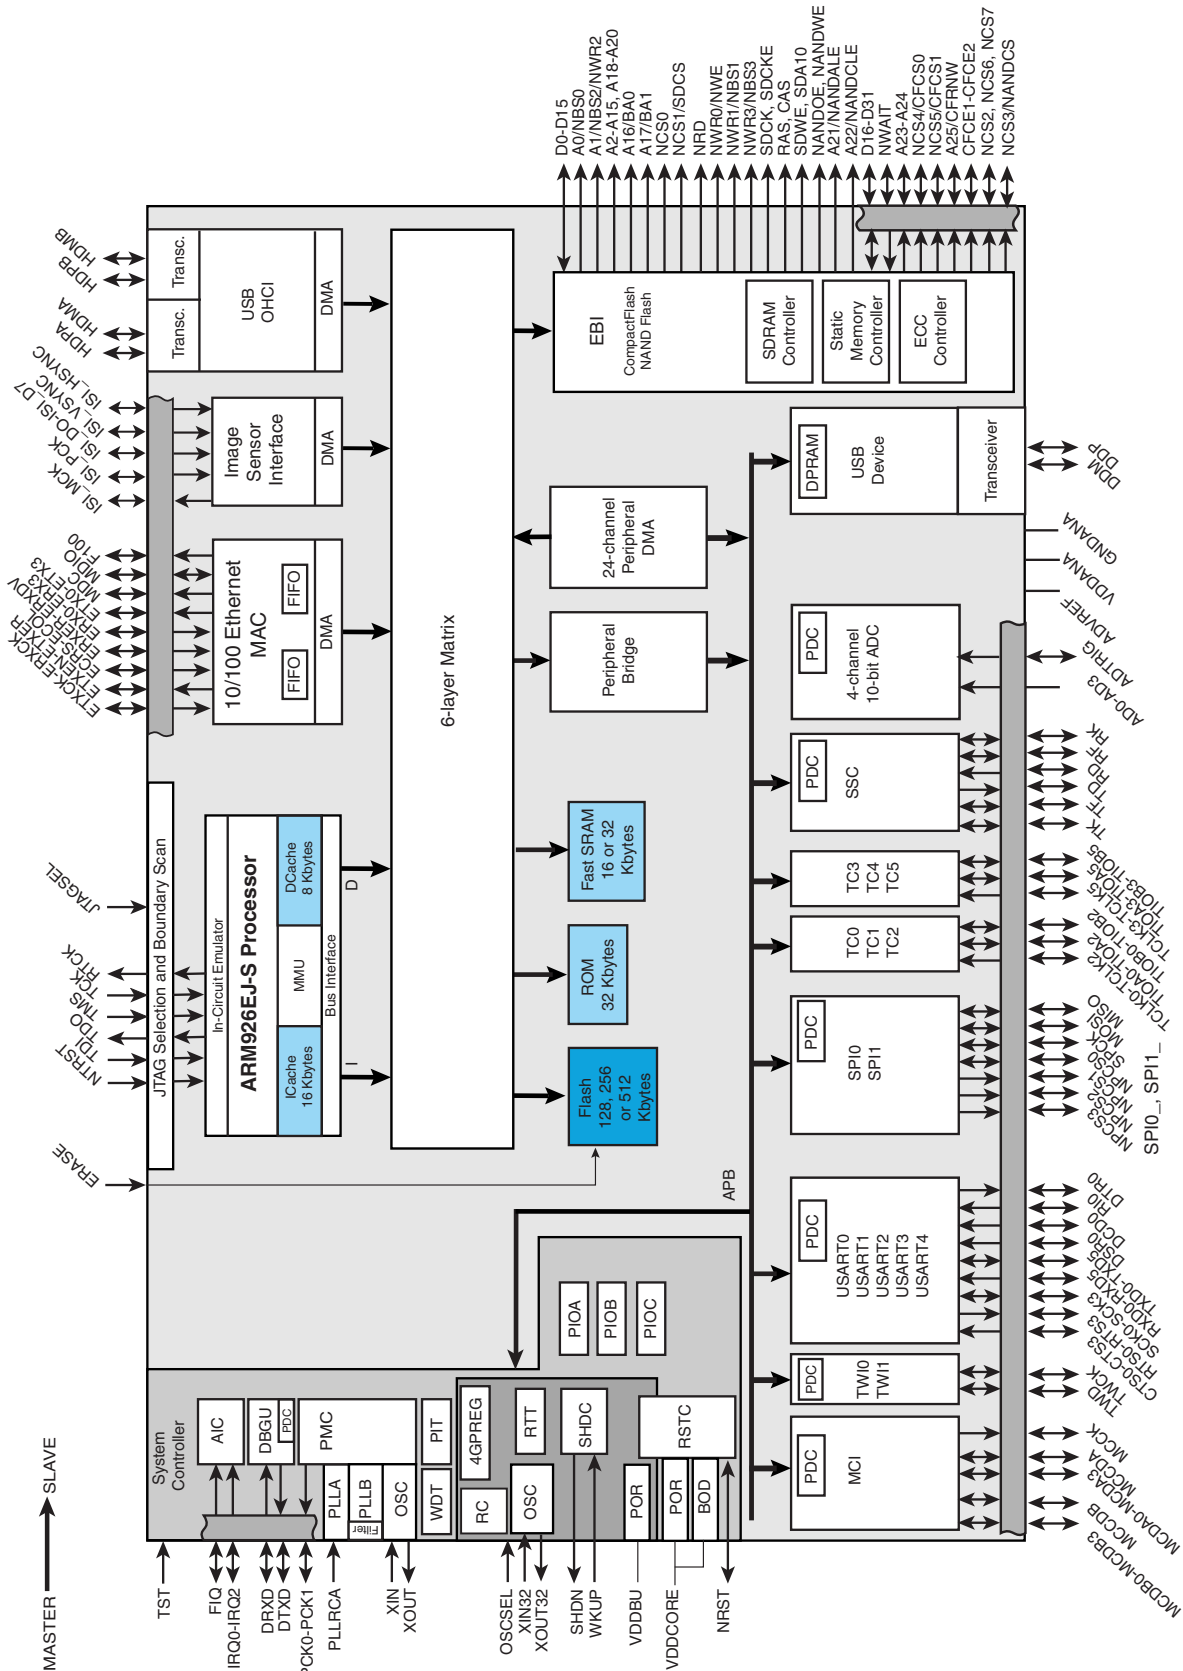 MASTER
SLAVE
NTRST
TDI
TDO
TMS
TCK
RTCK
JTAGSEL
ERASE
JTAG Selection and Boundary Scan
In-Circuit Emulator
ARM926EJ-S Processor
ICache
16 Kbytes
MMU
DCache
8 Kbytes
Bus Interface
I
D
ETXCK-ERXCK
ETXEN-ETXER
ECRS-ECOL
ERXER-ERXDV
ERX0-ERX3
ETX0-ETX3
MDC
MDIO
F100
10/100 Ethernet
MAC
FIFO
FIFO
DMA
ISI_MCK
ISI_PCK
ISI_DO-ISI_D7
ISI_VSYNC
ISI_HSYNC
Image
Sensor
Interface
DMA
HDPA
HDMA
HDPB
HDMB
Transc.
Transc.
USB
OHCI
DMA
6-layer Matrix
System
Controller
TST
FIQ
IRQ0-IRQ2
DRXD
DTXD
PCK0-PCK1
PLLRCA
XIN
XOUT
OSCSEL
XIN32
XOUT32
SHDN
WKUP
VDDBU
VDDCORE
NRST
AIC
DBGU
PDC
PMC
PLLA
PLLB
Filter
OSC
WDT
PIT
4GPREG
RC
OSC
RTT
SHDC
POR
RSTC
POR
BOD
PIOA
PIOB
PIOC
Flash
128, 256
or 512
Kbytes
ROM
32 Kbytes
Fast SRAM
16 or 32
Kbytes
Peripheral
Bridge
24-channel
Peripheral
DMA
APB
EBI
CompactFlash
NAND Flash
SDRAM
Controller
Static
Memory
Controller
ECC
Controller
D0-D15
A0/NBS0
A1/NBS2/NWR2
A2-A15, A18-A20
A16/BA0
A17/BA1
NCS0
NCS1/SDCS
NRD
NWR0/NWE
NWR1/NBS1
NWR3/NBS3
SDCK, SDCKE
RAS, CAS
SDWE, SDA10
NANDOE, NANDWE
A21/NANDALE
A22/NANDCLE
D16-D31
NWAIT
A23-A24
NCS4/CFCS0
NCS5/CFCS1
A25/CFRNW
CFCE1-CFCE2
NCS2, NCS6, NCS7
NCS3/NANDCS
PDC
MCI
PDC
TWI0
TWI1
PDC
USART0
USART1
USART2
USART3
USART4
PDC
SPI0
SPI1
TC0
TC1
TC2
TC3
TC4
TC5
PDC
SSC
PDC
4-channel
10-bit ADC
DPRAM
USB
Device
Transceiver
MCDB0-MCDB3
MCCDB
MCDA0-MCDA3
MCCDA
MCCK
TWD
TWCK
CTS0-CTS3
RTS0-RTS3
SCK0-SCK3
RXD0-RXD5
TXD0-TXD5
DSR0
DCD0
RI0
DTR0
NPCS3
NPCS2
NPCS1
NPCS0
SPCK
MOSI
MISO
SPI0_, SPI1_
TCLK0-TCLK2
TIOA0-TIOA2
TIOB0-TIOB2
TCLK3-TCLK5
TIOA3-TIOA5
TIOB3-TIOB5
TK
TF
TD
RD
RF
RK
AD0-AD3
ADTRIG
ADVREF
VDDANA
GNDANA
DDM
DDP